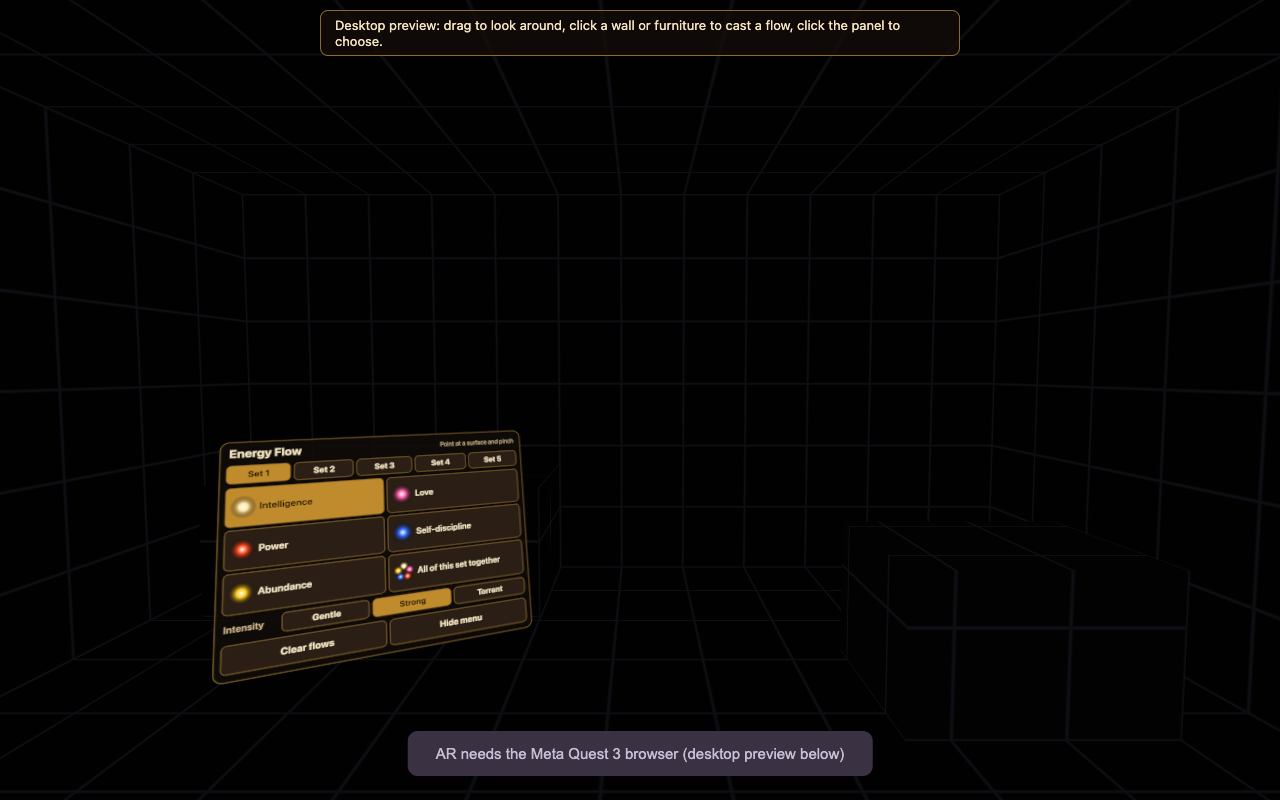 Desktop preview: drag to look around, click a wall or furniture to cast a flow, click the panel to
choose.
Energy Flow
Point at a surface and pinch
Set 1
Set 2
Set 3
Set 4
Set 5
Intelligence
Love
Power
Self-discipline
Abundance
All of this set together
Intensity
Gentle
Strong
Torrent
Clear flows
Hide menu
AR needs the Meta Quest 3 browser (desktop preview below)